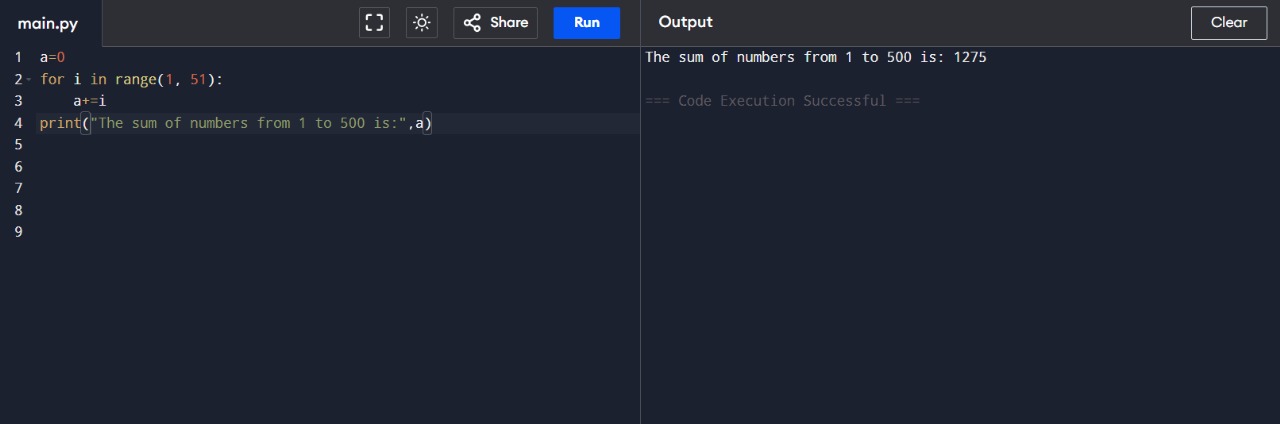 main.py
Share
Run
Output
Clear
1 a=0
2 for i in range(1, 51):
3     a+=i
4 print("The sum of numbers from 1 to 500 is:",a)
5
6
7
8
9
The sum of numbers from 1 to 500 is: 1275
=== Code Execution Successful ===